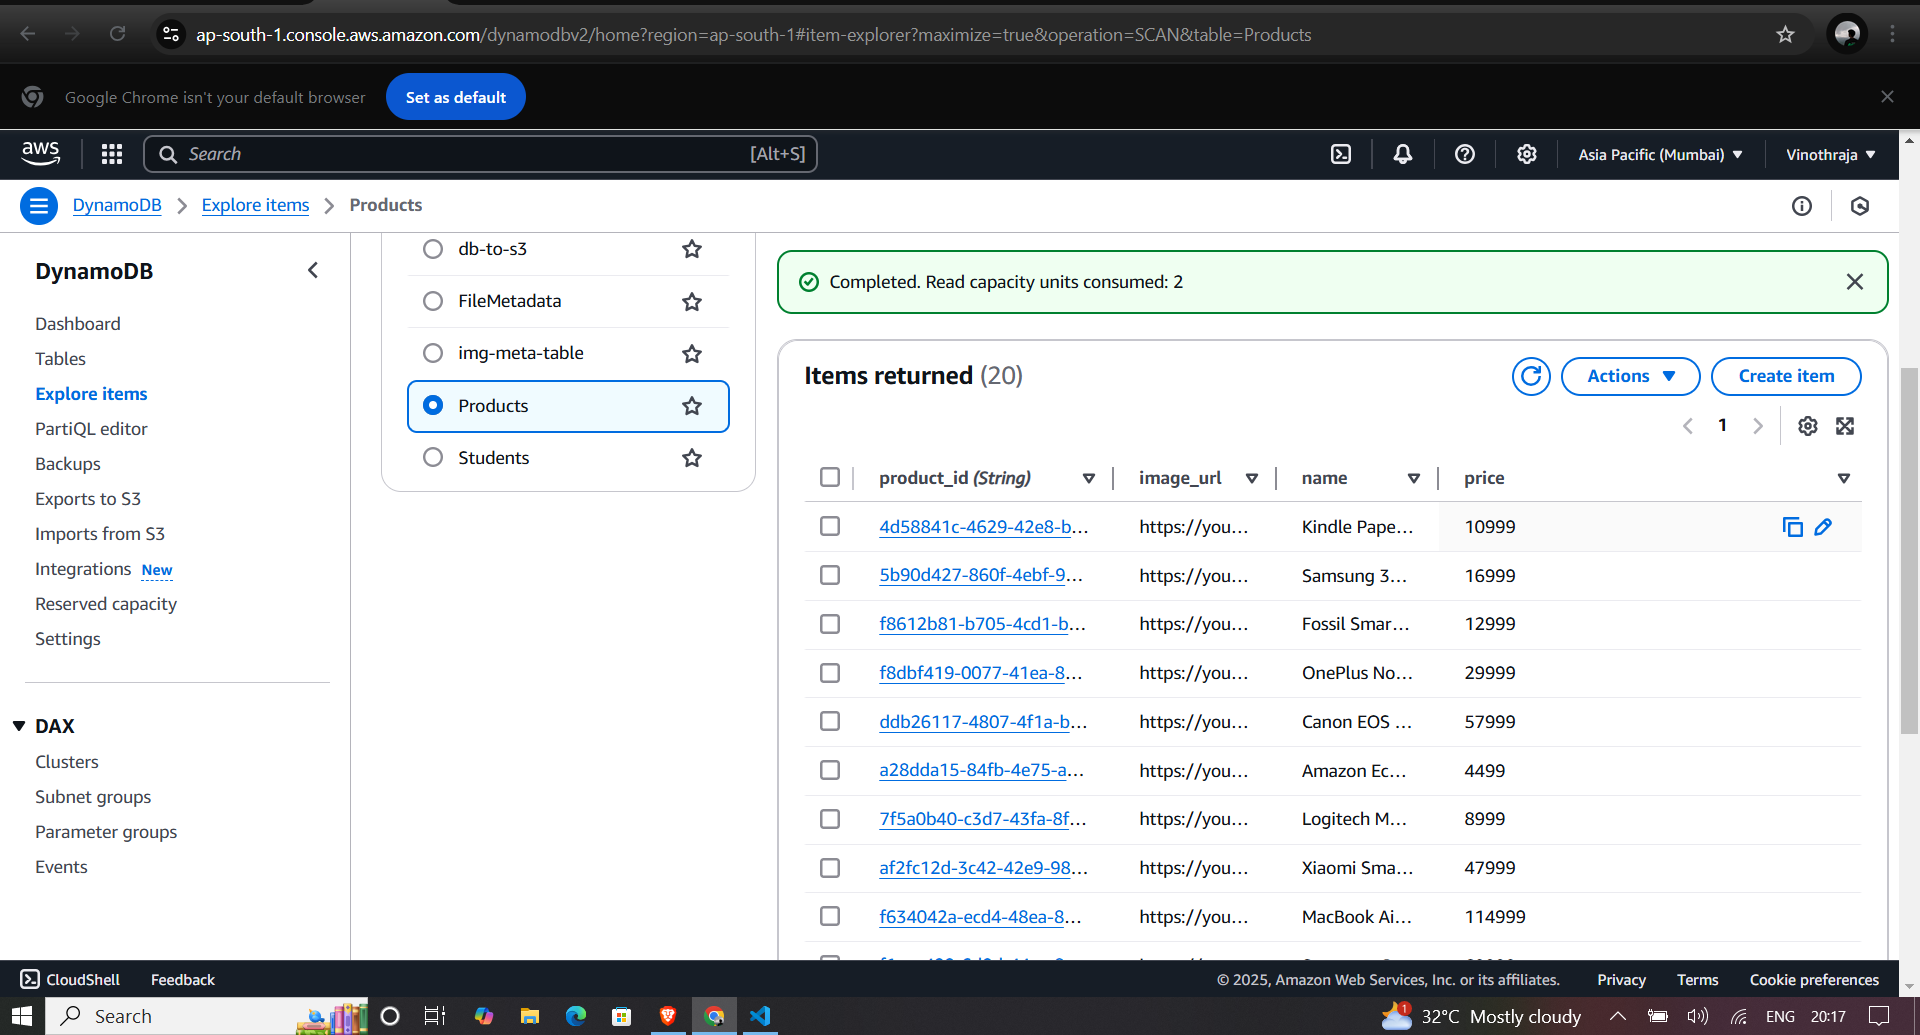 ap-south-1.console.aws.amazon.com/dynamodbv2/home?region=ap-south-1#item-explorer?maximize=true&operation=SCAN&table=Products
Google Chrome isn't your default browser Set as default
aws Search [Alt+S] Asia Pacific (Mumbai) Vinothraja
DynamoDB Explore items Products
DynamoDB
Dashboard
Tables
Explore items
PartiQL editor
Backups
Exports to S3
Imports from S3
Integrations New
Reserved capacity
Settings
DAX
Clusters
Subnet groups
Parameter groups
Events
db-to-s3
FileMetadata
img-meta-table
Products
Students
Completed. Read capacity units consumed: 2
Items returned (20)
Actions Create item
1
product_id (String) image_url name price
4d58841c-4629-42e8-b... https://you... Kindle Pape... 10999
5b90d427-860f-4ebf-9... https://you... Samsung 3... 16999
f8612b81-b705-4cd1-b... https://you... Fossil Smar... 12999
f8dbf419-0077-41ea-8... https://you... OnePlus No... 29999
ddb26117-4807-4f1a-b... https://you... Canon EOS ... 57999
a28dda15-84fb-4e75-a... https://you... Amazon Ec... 4499
7f5a0b40-c3d7-43fa-8f... https://you... Logitech M... 8999
af2fc12d-3c42-42e9-98... https://you... Xiaomi Sma... 47999
f634042a-ecd4-48ea-8... https://you... MacBook Ai... 114999
CloudShell Feedback © 2025, Amazon Web Services, Inc. or its affiliates. Privacy Terms Cookie preferences
Search 1 32°C Mostly cloudy ENG 20:17